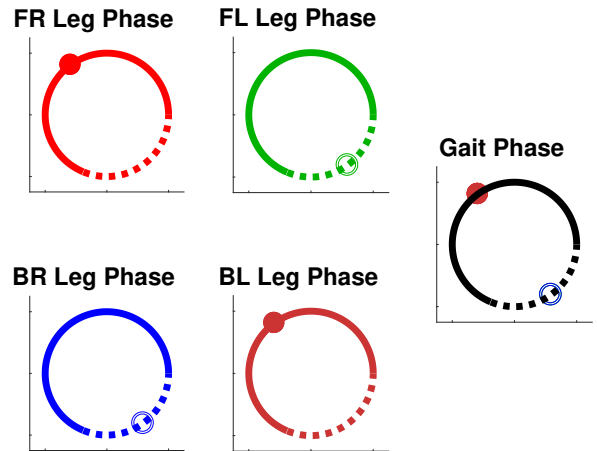 FR Leg Phase
FL Leg Phase
Gait Phase
BR Leg Phase
BL Leg Phase